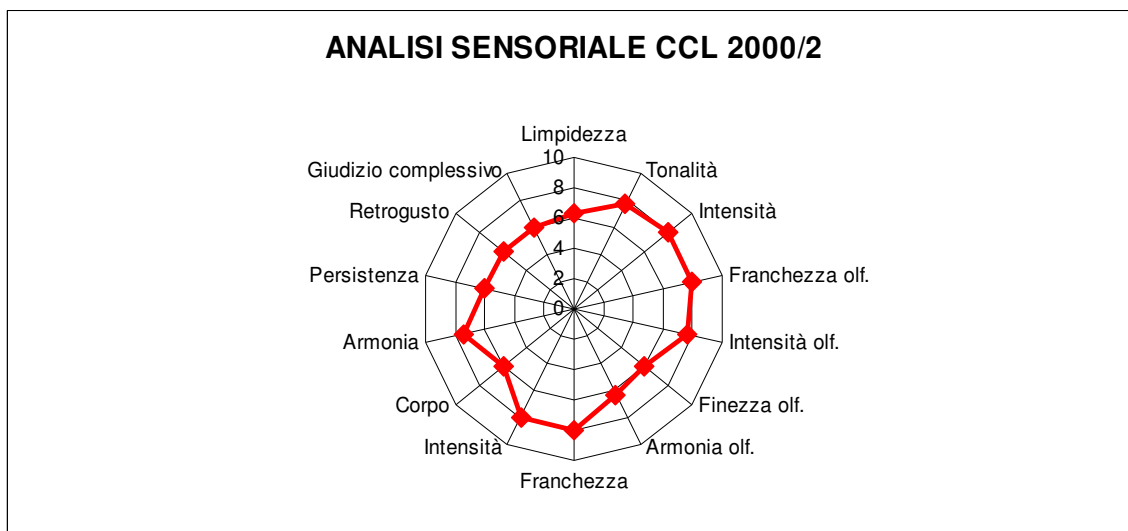 ANALISI SENSORIALE CCL 2000/2
Limpidezza
10
Giudizio complessivo
Tonalità
8
Retrogusto
Intensità
6
4
Persistenza
Franchezza olf.
2
0
Armonia
Intensità olf.
Corpo
Finezza olf.
Intensità
Armonia olf.
Franchezza